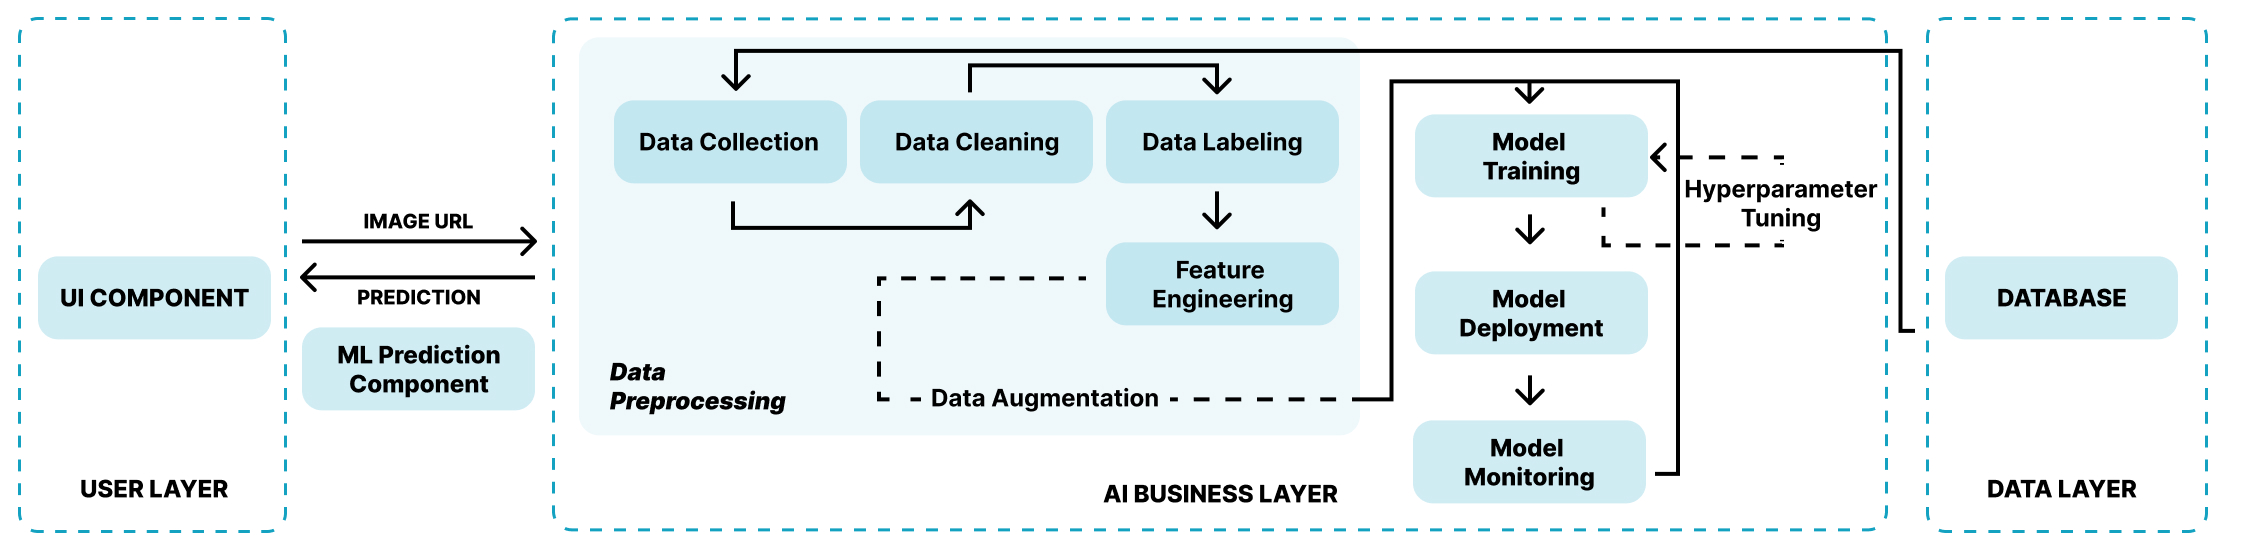 UI COMPONENT
USER LAYER
IMAGE URL
PREDICTION
ML Prediction
Component
Data Collection
Data Cleaning
Data Labeling
Feature
Engineering
Data
Preprocessing
Data Augmentation
AI BUSINESS LAYER
Model
Training
Hyperparameter
Tuning
Model
Deployment
Model
Monitoring
DATABASE
DATA LAYER